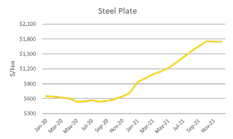 Steel Plate
$2,100
$1,800
$1,500
$1,200
$900
$600
$300
$/Ton
Jan-20
Mar-20
May-20
Jul-20
Sep-20
Nov-20
Jan-21
Mar-21
May-21
Jul-21
Sep-21
Nov-21